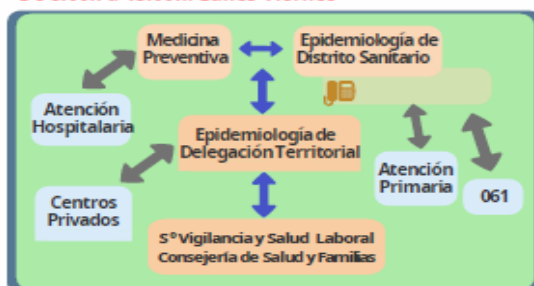 Medicina
Preventiva
Epidemiología de
Distrito Sanitario
Atención
Hospitalaria
Epidemiología de
Delegación Territorial
Atención
Primaria
061
Centros
Privados
Sº Vigilancia y Salud Laboral
Consejería de Salud y Familias